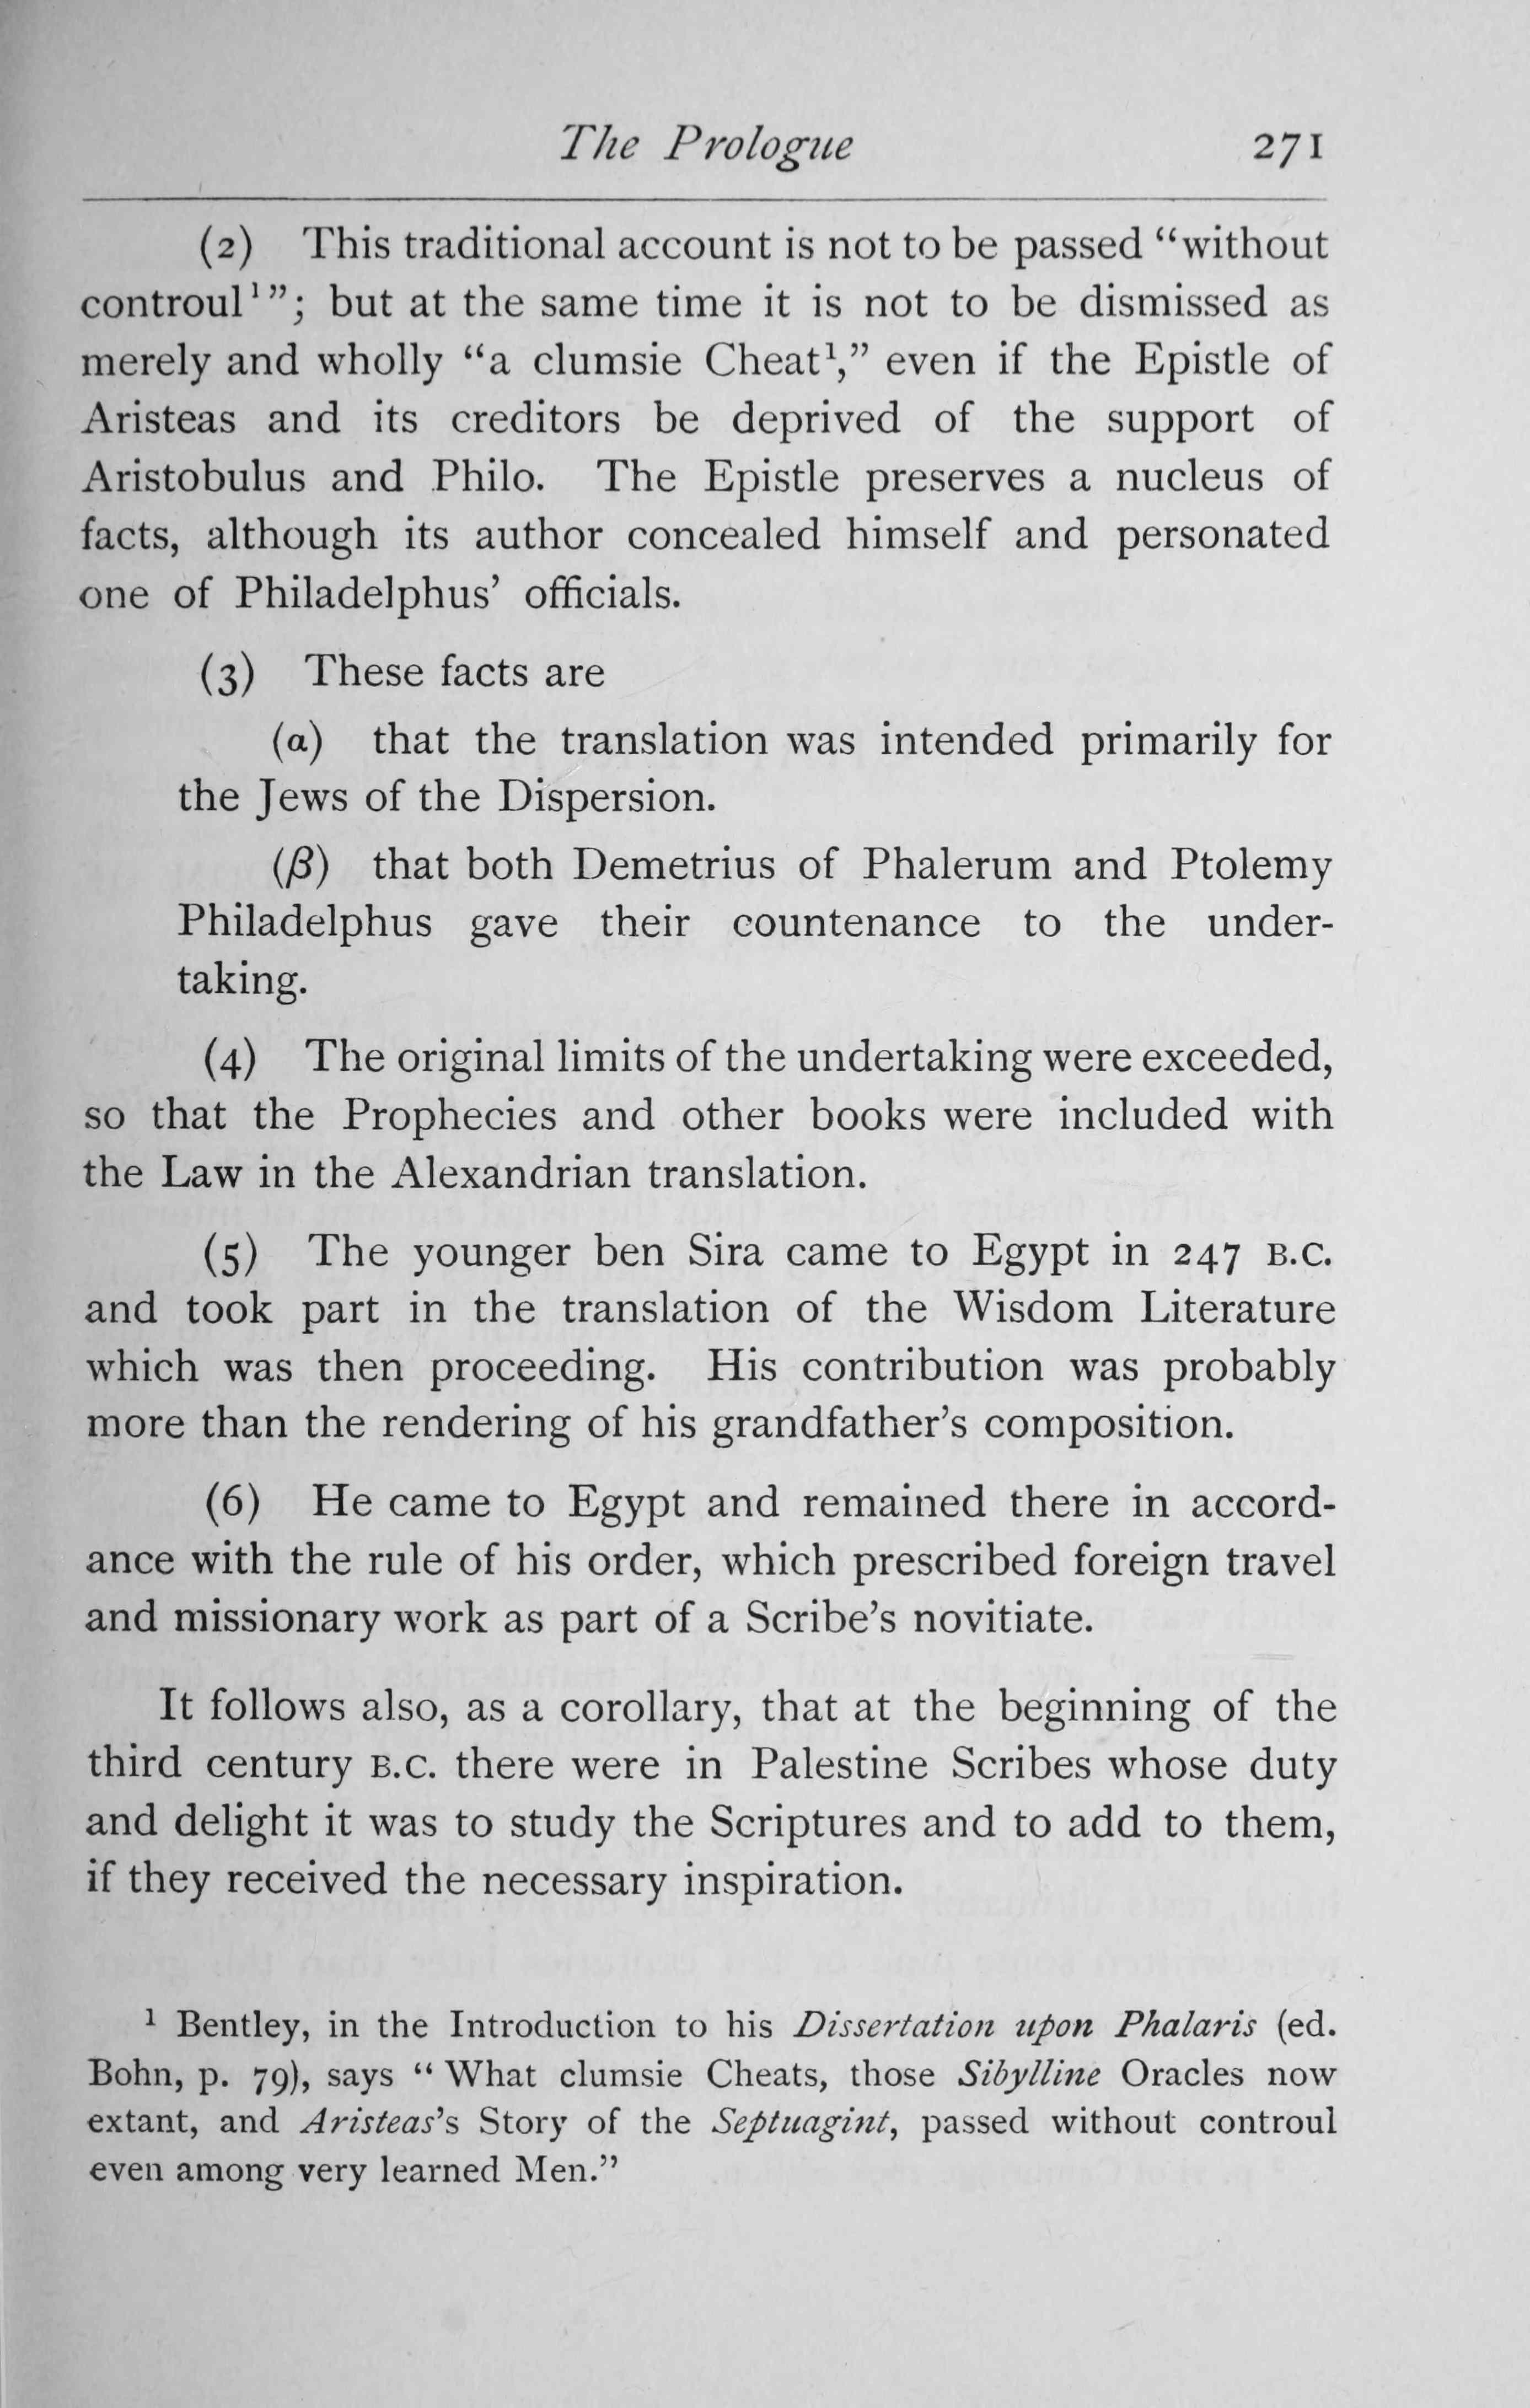 The Prologue 271
(2) This traditional account is not to be passed “without
controul¹”; but at the same time it is not to be dismissed as
merely and wholly “a clumsie Cheat¹,” even if the Epistle of
Aristeas and its creditors be deprived of the support of
Aristobulus and Philo. The Epistle preserves a nucleus of
facts, although its author concealed himself and personated
one of Philadelphus’ officials.
(3) These facts are
(α) that the translation was intended primarily for
the Jews of the Dispersion.
(β) that both Demetrius of Phalerum and Ptolemy
Philadelphus gave their countenance to the under-
taking.
(4) The original limits of the undertaking were exceeded,
so that the Prophecies and other books were included with
the Law in the Alexandrian translation.
(5) The younger ben Sira came to Egypt in 247 B.C.
and took part in the translation of the Wisdom Literature
which was then proceeding. His contribution was probably
more than the rendering of his grandfather’s composition.
(6) He came to Egypt and remained there in accord-
ance with the rule of his order, which prescribed foreign travel
and missionary work as part of a Scribe’s novitiate.
It follows also, as a corollary, that at the beginning of the
third century B.C. there were in Palestine Scribes whose duty
and delight it was to study the Scriptures and to add to them,
if they received the necessary inspiration.
¹ Bentley, in the Introduction to his Dissertation upon Phalaris (ed.
Bohn, p. 79), says “What clumsie Cheats, those Sibylline Oracles now
extant, and Aristeas’s Story of the Septuagint, passed without controul
even among very learned Men.”